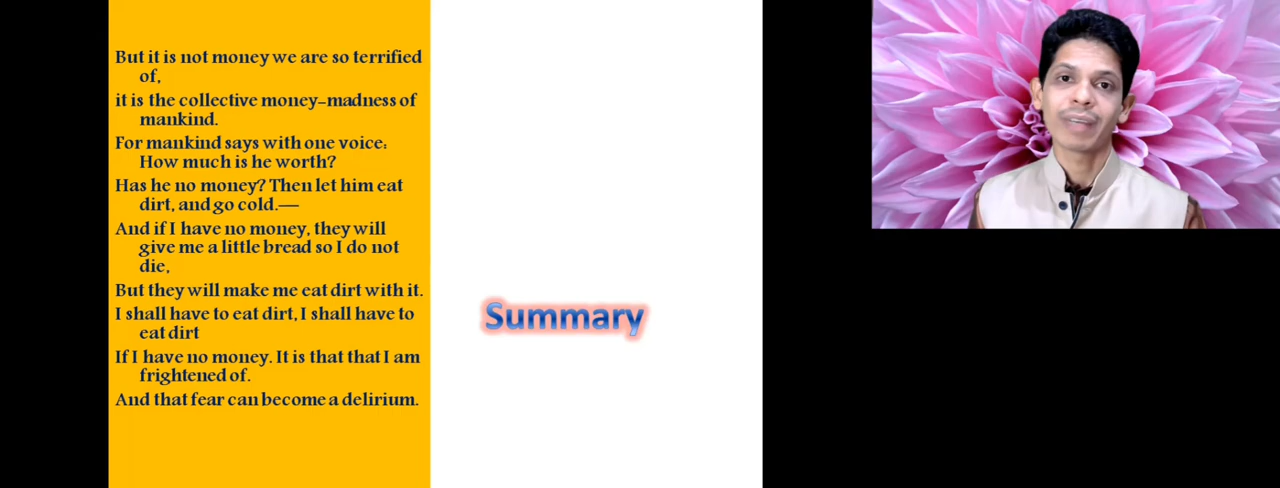 But it is not money we are so terrified
of,
it is the collective money-madness of
mankind.
For mankind says with one voice:
How much is he worth?
Has he no money? Then let him eat
dirt, and go cold.—
And if I have no money, they will
give me a little bread so I do not
die,
But they will make me eat dirt with it.
I shall have to eat dirt, I shall have to
eat dirt
If I have no money. It is that that I am
frightened of.
And that fear can become a delirium.
Summary